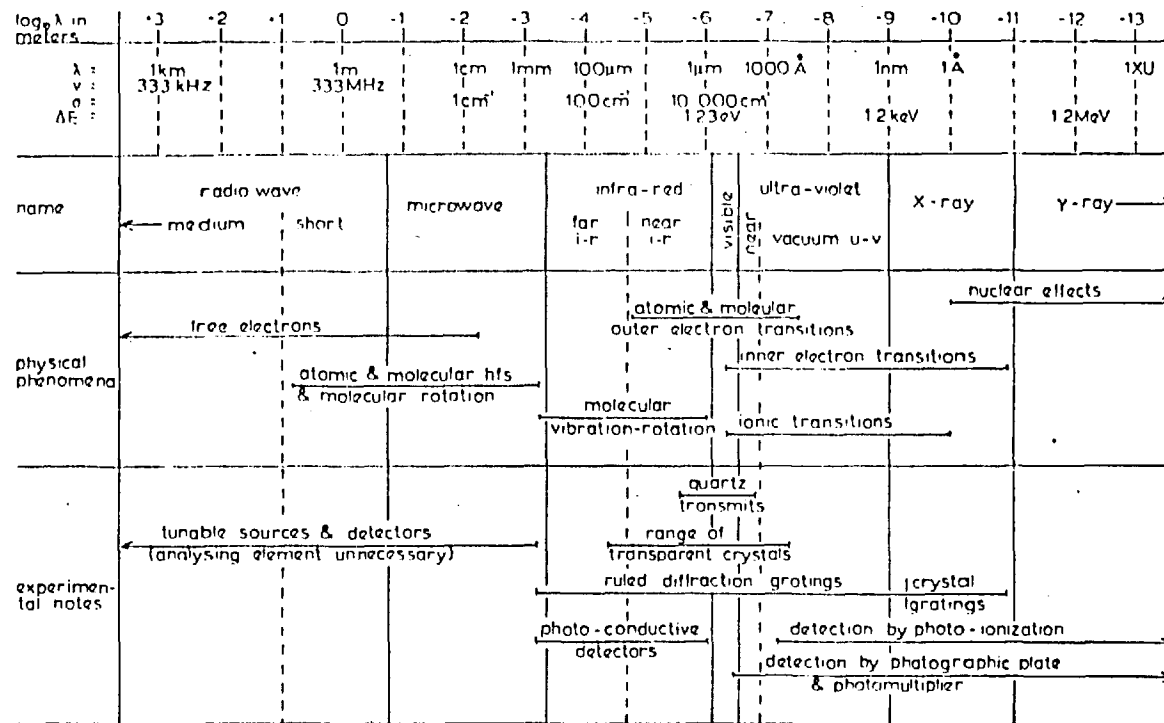 log₁₀ λ in ·3 ·2 ·1 0 -1 -2 -3 -4 -5 -6 -7 -8 -9 -10 -11 -12 -13
meters
λ : 1km 1m 1cm 1mm 100µm 1µm 1000 Å 1nm 1Å 1XU
ν : 333kHz 333MHz
σ : 1cm⁻¹ 100cm⁻¹ 10 000cm⁻¹
ΔE : 1 23eV 1 2keV 1 2MeV
name
radio wave
medium short
microwave
infra-red
far near
i-r i-r
visible
near
ultra-violet
vacuum u-v
X-ray
γ-ray
physical
phenomena
nuclear effects
atomic & molecular
outer electron transitions
free electrons
inner electron transitions
atomic & molecular hfs
& molecular rotation
molecular
vibration-rotation
ionic transitions
experimen-
tal notes
quartz
transmits
tunable sources & detectors
(analysing element unnecessary)
range of
transparent crystals
ruled diffraction gratings
crystal
gratings
photo-conductive
detectors
detection by photo-ionization
detection by photographic plate
& photomultiplier